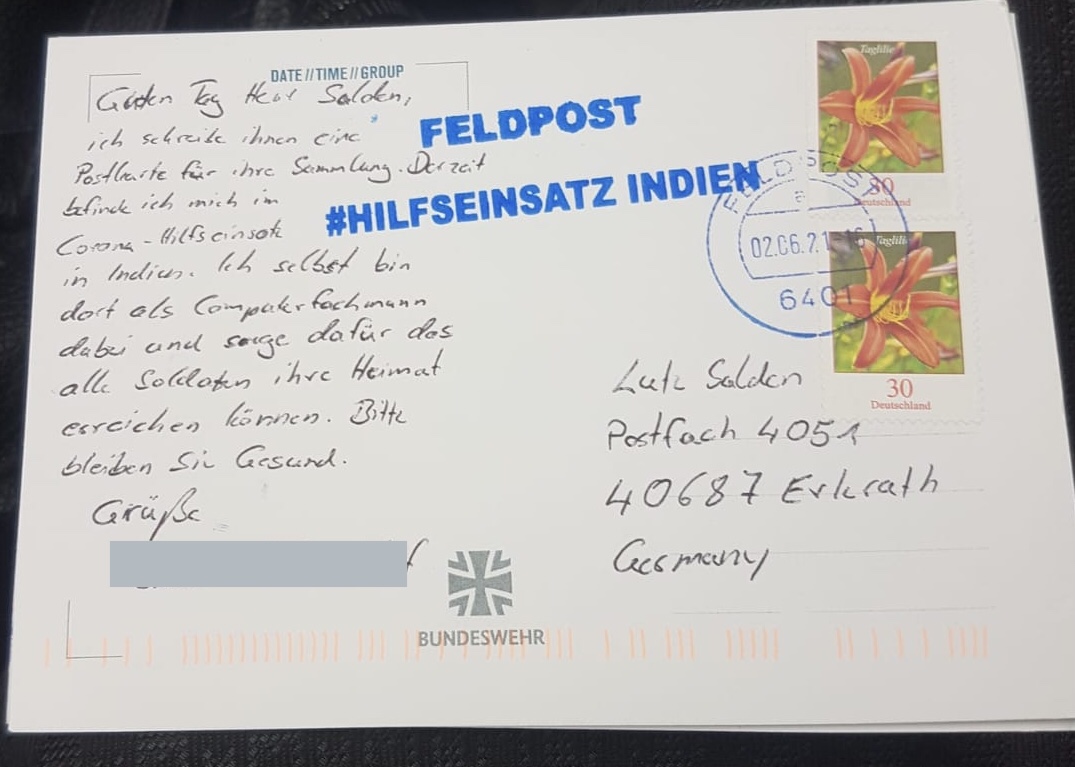 DATE//TIME//GROUP
Guten Tag Herr Salden,
ich schreibe ihnen eine
Postkarte für ihre Sammlung. Derzeit
befinde ich mich im
Corona-Hilfseinsatz
in Indien. Ich selbst bin
dort als Computerfachmann
dabei und sorge dafür das
alle Soldaten ihre Heimat
erreichen können. Bitte
bleiben Sie Gesund.
Grüße
FELDPOST
#HILFSEINSATZ INDIEN
Taglilie
30
Deutschland
FELDPOST
a
02.06.21
6401
Taglilie
30
Deutschland
Lutz Salden
Postfach 4051
40687 Erkrath
Germany
BUNDESWEHR